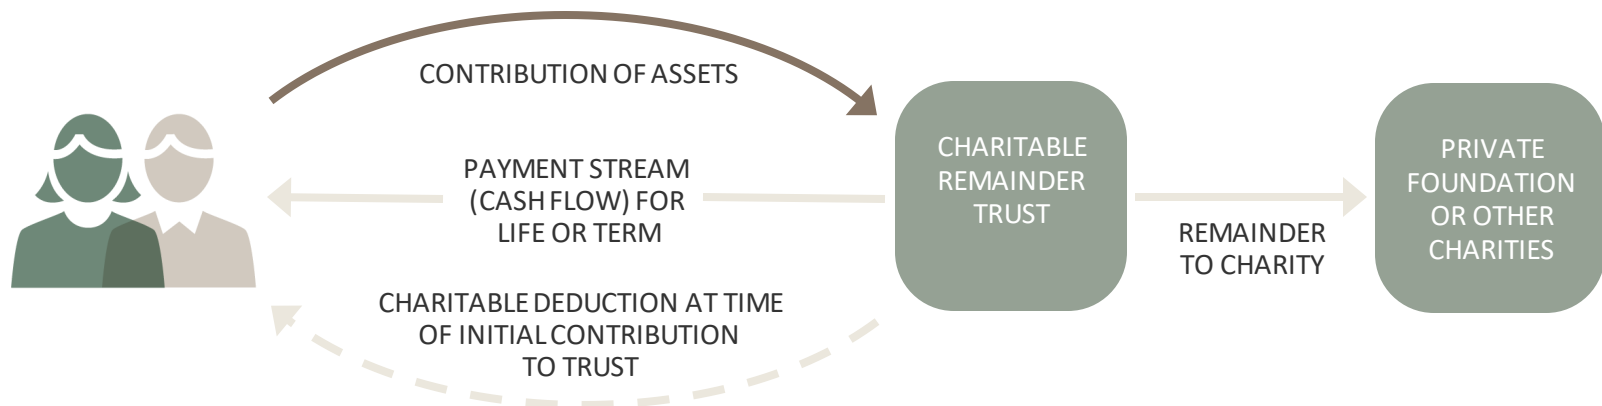 CONTRIBUTION OF ASSETS
PAYMENT STREAM
(CASH FLOW) FOR
LIFE OR TERM
CHARITABLE DEDUCTION AT TIME
OF INITIAL CONTRIBUTION
TO TRUST
CHARITABLE
REMAINDER
TRUST
REMAINDER
TO CHARITY
PRIVATE
FOUNDATION
OR OTHER
CHARITIES